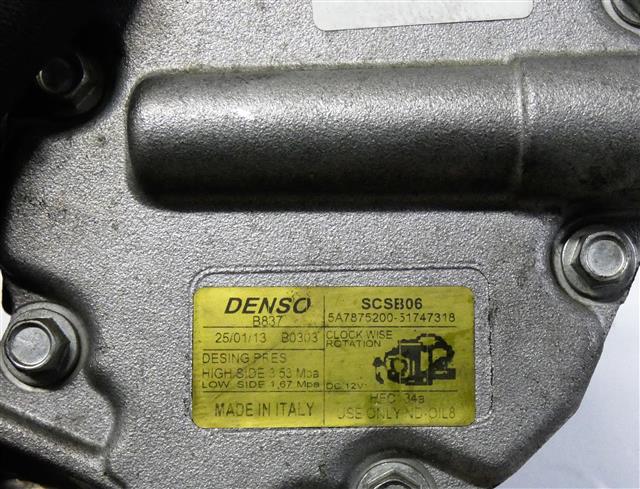 DENSO
B837
25/01/13 B0303
DESING PRES
HIGH SIDE 3,53 Mpa
LOW SIDE 1,67 Mpa
MADE IN ITALY
SCSB06
5A7875200-51747318
CLOCK WISE
ROTATION
DC 12V
HFC 34a
USE ONLY ND-OIL8